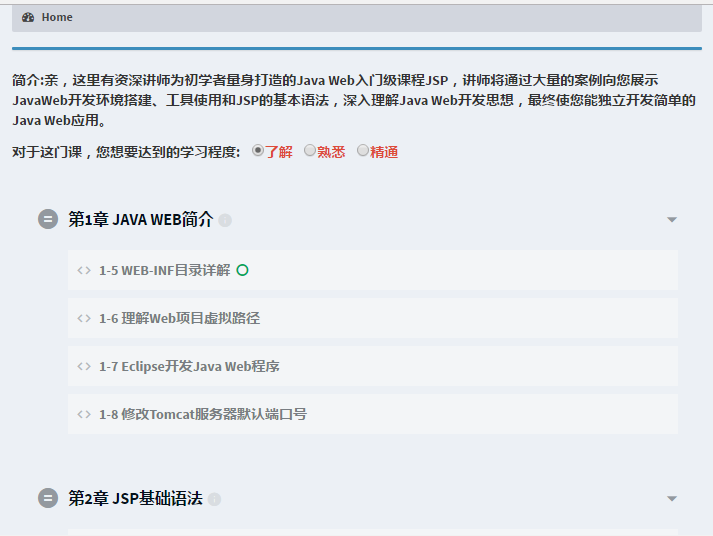 Home
简介:亲，这里有资深讲师为初学者量身打造的Java Web入门级课程JSP，讲师将通过大量的案例向您展示
JavaWeb开发环境搭建、工具使用和JSP的基本语法，深入理解Java Web开发思想，最终使您能独立开发简单的
Java Web应用。
对于这门课，您想要达到的学习程度: 了解 熟悉 精通
第1章 JAVA WEB简介
1-5 WEB-INF目录详解
1-6 理解Web项目虚拟路径
1-7 Eclipse开发Java Web程序
1-8 修改Tomcat服务器默认端口号
第2章 JSP基础语法